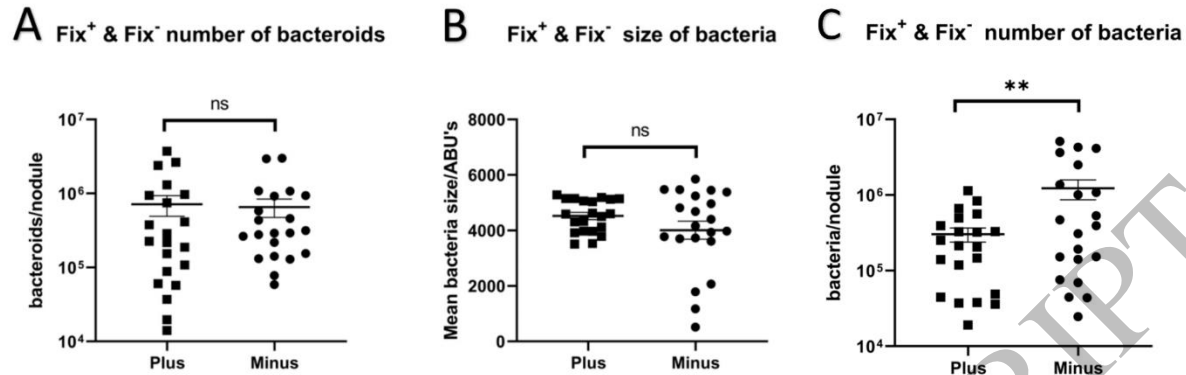 A Fix⁺ & Fix⁻ number of bacteroids
ns
bacteroids/nodule
10⁷
10⁶
10⁵
10⁴
Plus Minus
B Fix⁺ & Fix⁻ size of bacteria
ns
Mean bacteria size/ABU's
8000
6000
4000
2000
0
Plus Minus
C Fix⁺ & Fix⁻ number of bacteria
**
bacteria/nodule
10⁷
10⁶
10⁵
10⁴
Plus Minus
RIPT